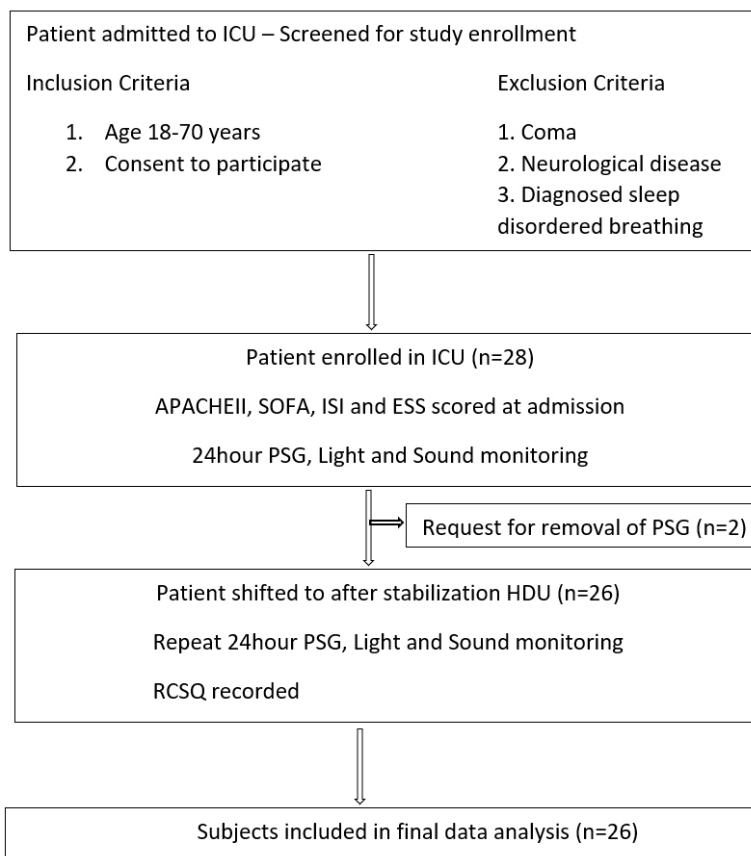 Patient admitted to ICU – Screened for study enrollment
Inclusion Criteria
1. Age 18-70 years
2. Consent to participate
Exclusion Criteria
1. Coma
2. Neurological disease
3. Diagnosed sleep
disordered breathing
Patient enrolled in ICU (n=28)
APACHEII, SOFA, ISI and ESS scored at admission
24hour PSG, Light and Sound monitoring
Request for removal of PSG (n=2)
Patient shifted to after stabilization HDU (n=26)
Repeat 24hour PSG, Light and Sound monitoring
RCSQ recorded
Subjects included in final data analysis (n=26)